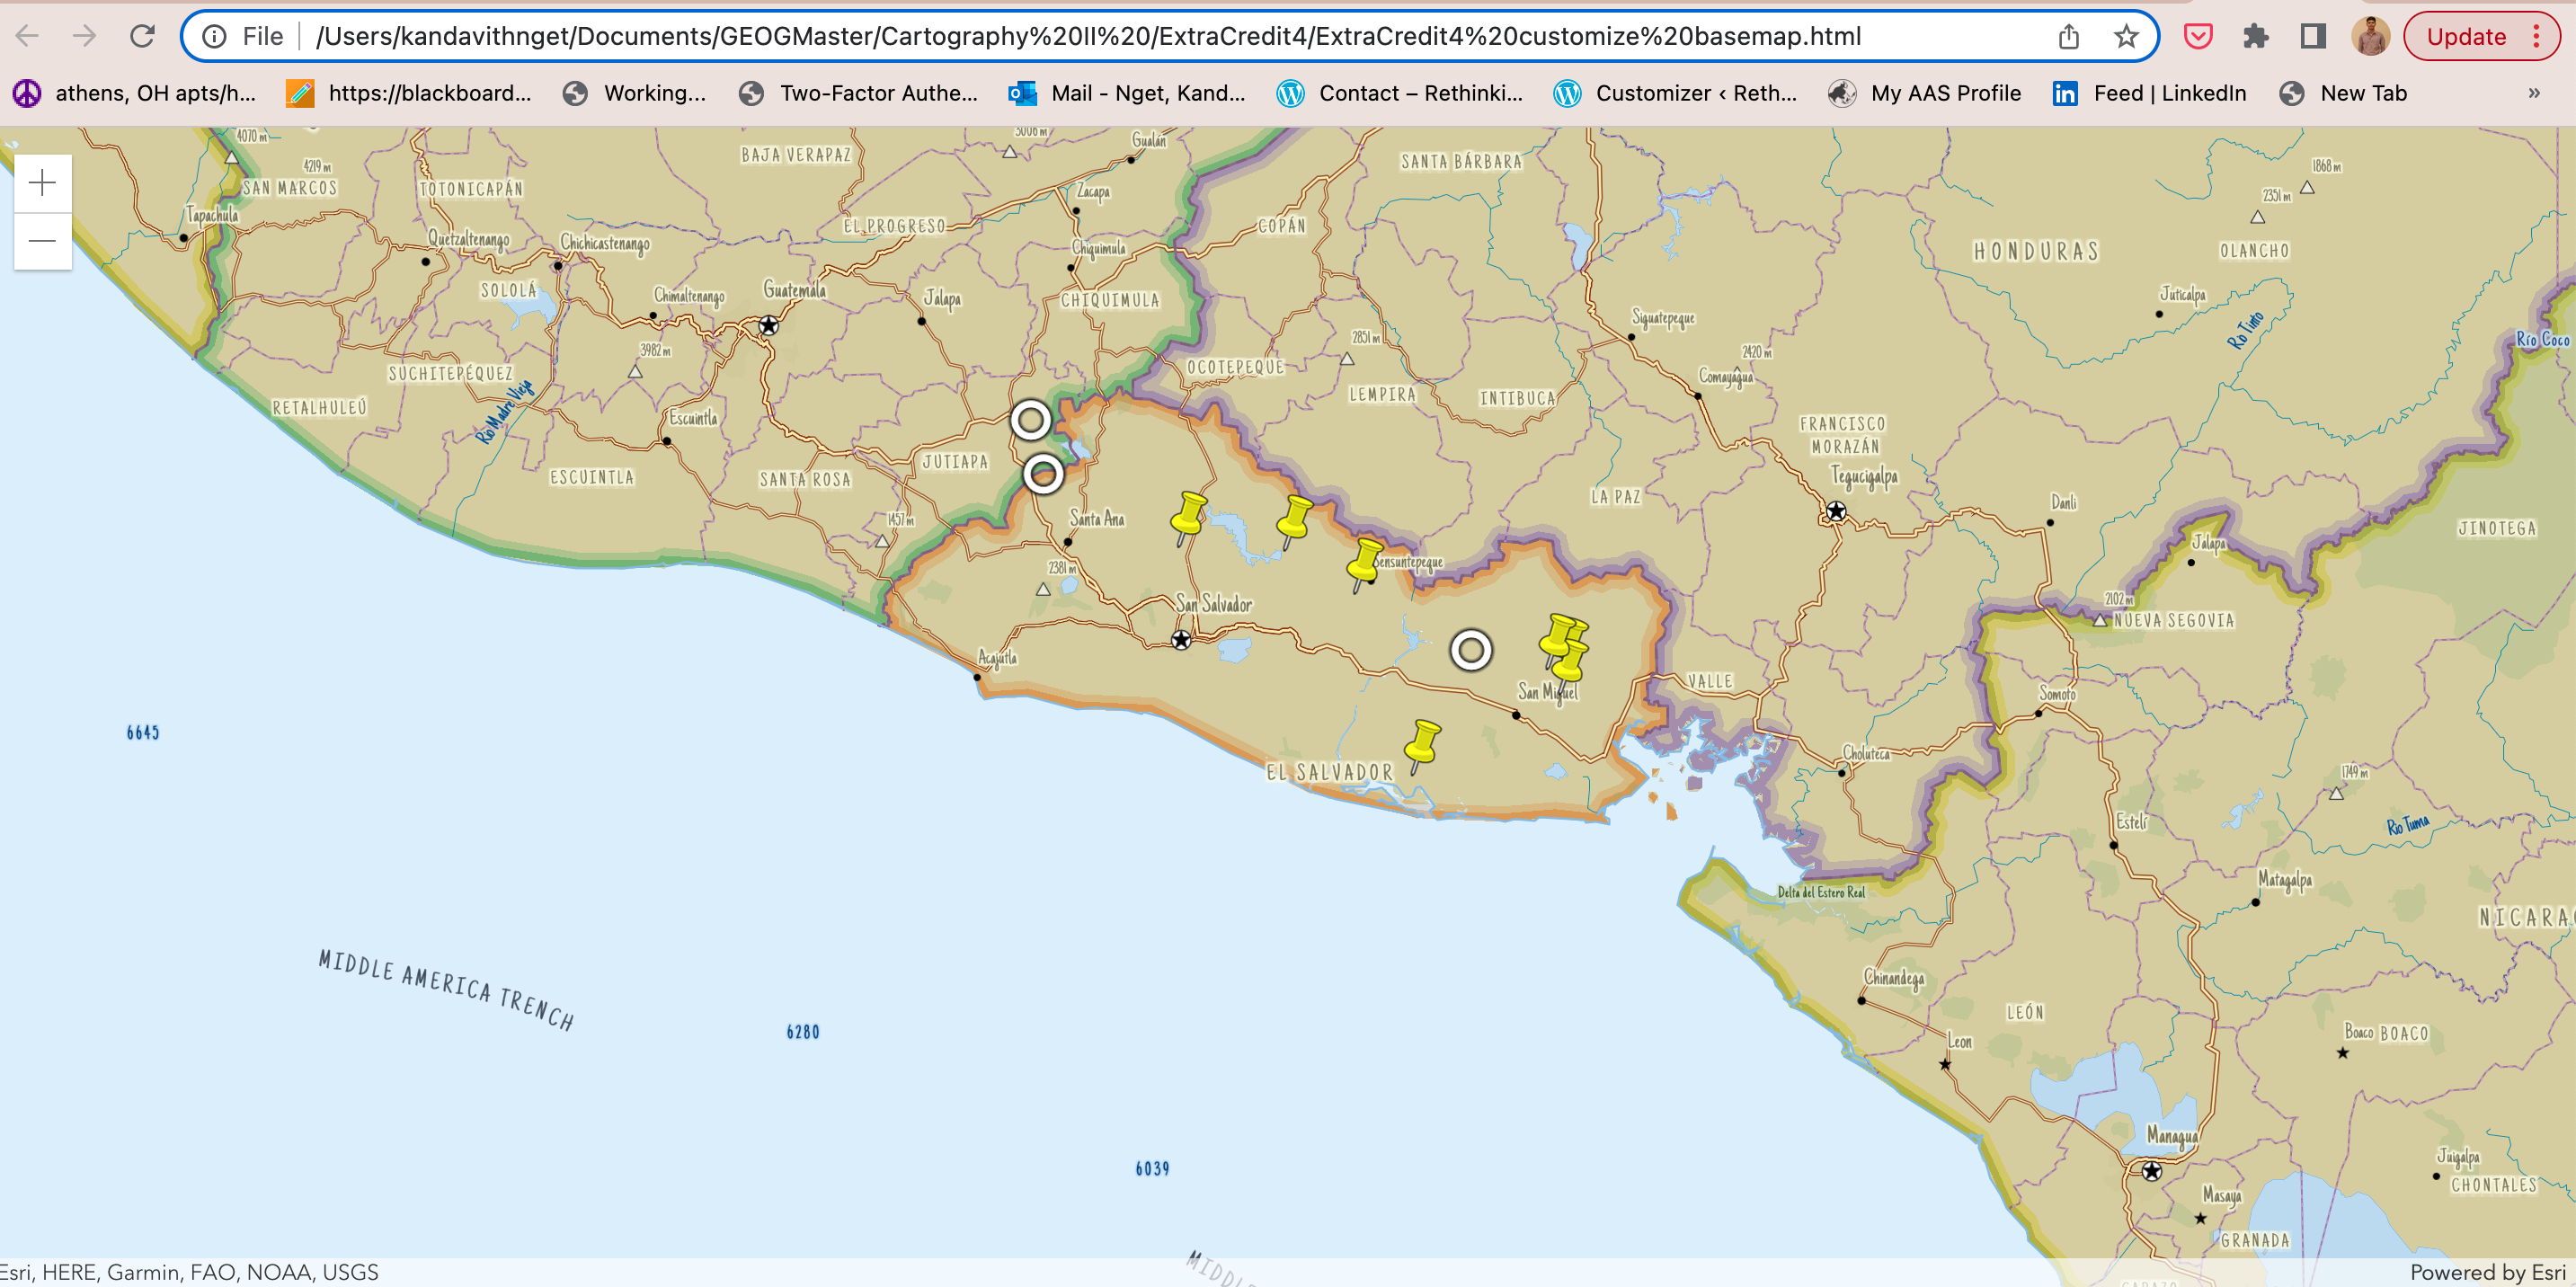 File /Users/kandavithnget/Documents/GEOGMaster/Cartography%20II%20/ExtraCredit4/ExtraCredit4%20customize%20basemap.html
Update
athens, OH apts/h...
https://blackboard...
Working...
Two-Factor Authe...
Mail - Nget, Kand...
Contact – Rethinki...
Customizer ‹ Reth...
My AAS Profile
Feed | LinkedIn
New Tab
»
4070 m
4219 m
SAN MARCOS
TOTONICAPÁN
BAJA VERAPAZ
3006 m
Gualán
SANTA BÁRBARA
1868 m
2351 m
Tapachula
Zacapa
Quetzaltenango
Chichicastenango
EL PROGRESO
Chiquimula
COPÁN
HONDURAS
OLANCHO
SOLOLÁ
Chimaltenango
Guatemala
Jalapa
CHIQUIMULA
Juticalpa
Río Tinto
Siguatepeque
2851 m
2420 m
Río Coco
3982 m
SUCHITEPÉQUEZ
OCOTEPEQUE
Comayagua
LEMPIRA
INTIBUCA
RETALHULEÚ
Río Madre Vieja
Escuintla
FRANCISCO
MORAZÁN
JUTIAPA
ESCUINTLA
SANTA ROSA
Tegucigalpa
LA PAZ
Danlí
1457 m
Santa Ana
JINOTEGA
Jalapa
2381 m
Sensuntepeque
San Salvador
2102 m
NUEVA SEGOVIA
Acajutla
San Miguel
VALLE
Somoto
6645
EL SALVADOR
Choluteca
1749 m
Estelí
Río Tuma
Delta del Estero Real
Matagalpa
NICARA
MIDDLE AMERICA TRENCH
Chinandega
LEÓN
6280
Leon
Boaco
BOACO
6039
Managua
Juigalpa
CHONTALES
Masaya
GRANADA
MIDDL
Esri, HERE, Garmin, FAO, NOAA, USGS
Powered by Esri